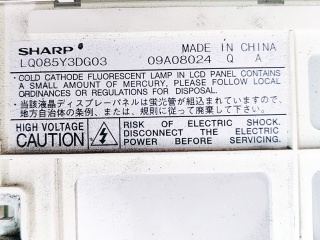 SHARP MADE IN CHINA
LQ085Y3DG03 09A08024 Q A
・COLD CATHODE FLUORESCENT LAMP IN LCD PANEL CONTAINS
A SMALL AMOUNT OF MERCURY, PLEASE FOLLOW LOCAL
ORDINANCES OR REGULATIONS FOR DISPOSAL.
・当該液晶ディスプレーパネルは蛍光管が組込まれていますので、
地方自治体の条例、または、規則に従って廃棄して下さい。
HIGH VOLTAGE
CAUTION
RISK OF ELECTRIC SHOCK.
DISCONNECT THE ELECTRIC
POWER BEFORE SERVICING.